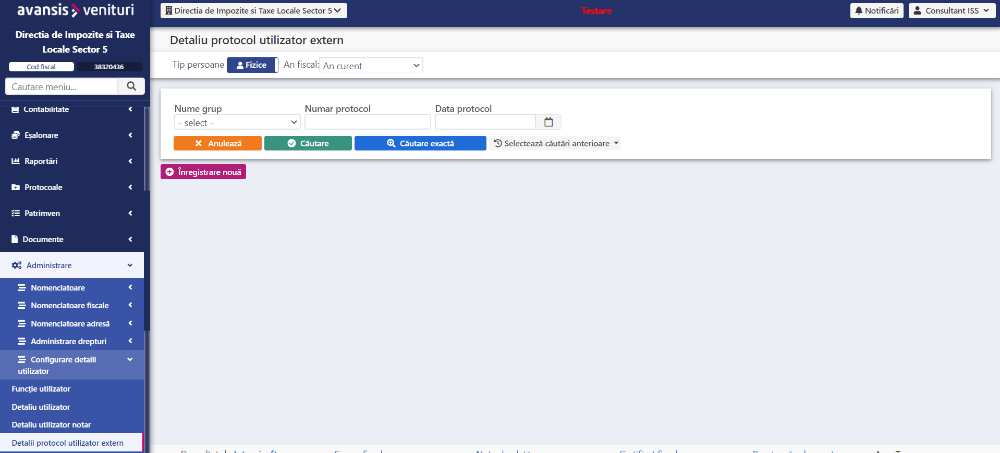 avansis venituri
Directia de Impozite si Taxe Locale Sector 5
Testare
Notificări
Consultant ISS
Directia de Impozite si Taxe
Locale Sector 5
Cod fiscal
38320436
Cautare meniu...
Contabilitate
Eșalonare
Raportări
Protocoale
Patrimven
Documente
Administrare
Nomenclatoare
Nomenclatoare fiscale
Nomenclatoare adresă
Administrare drepturi
Configurare detalii
utilizator
Funcție utilizator
Detaliu utilizator
Detaliu utilizator notar
Detalii protocol utilizator extern
Detaliu protocol utilizator extern
Tip persoane
Fizice
An fiscal:
An curent
Nume grup
Numar protocol
Data protocol
- select -
Anulează
Căutare
Căutare exactă
Selectează căutări anterioare
Înregistrare nouă